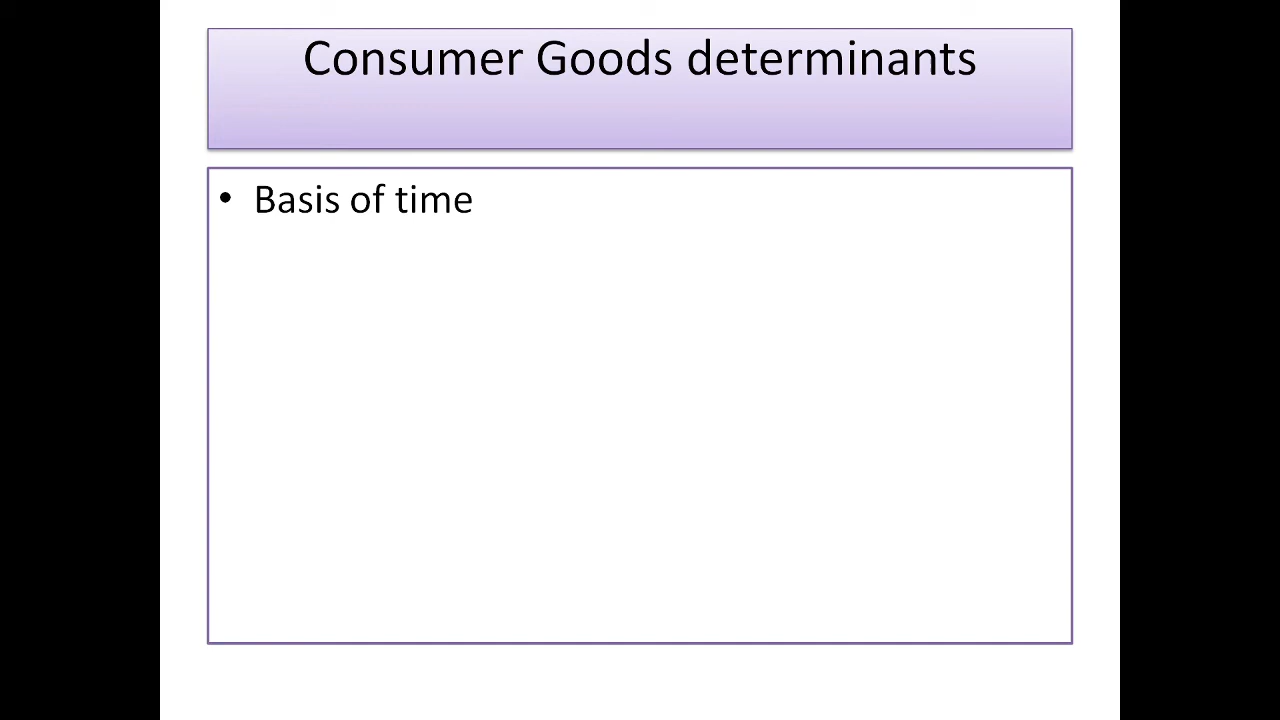 Consumer Goods determinants
• Basis of time